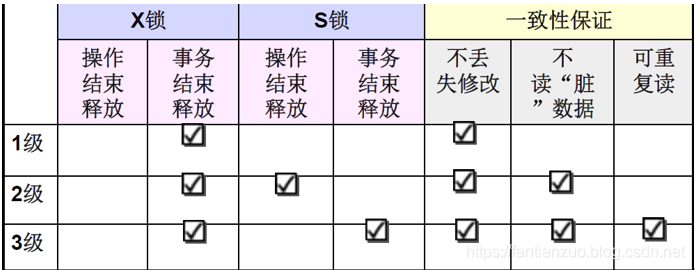 X锁 S锁 一致性保证
操作 事务 操作 事务 不丢 不 可重
结束 结束 结束 结束 失修改 读“脏 复读
释放 释放 释放 释放 ”数据
1级
2级
3级
https://fantianzuo.blog.csdn.net